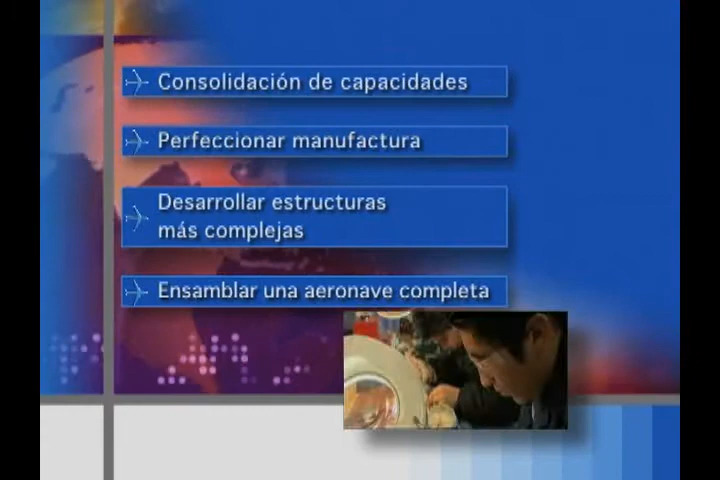 Consolidación de capacidades
Perfeccionar manufactura
Desarrollar estructuras
más complejas
Ensamblar una aeronave completa